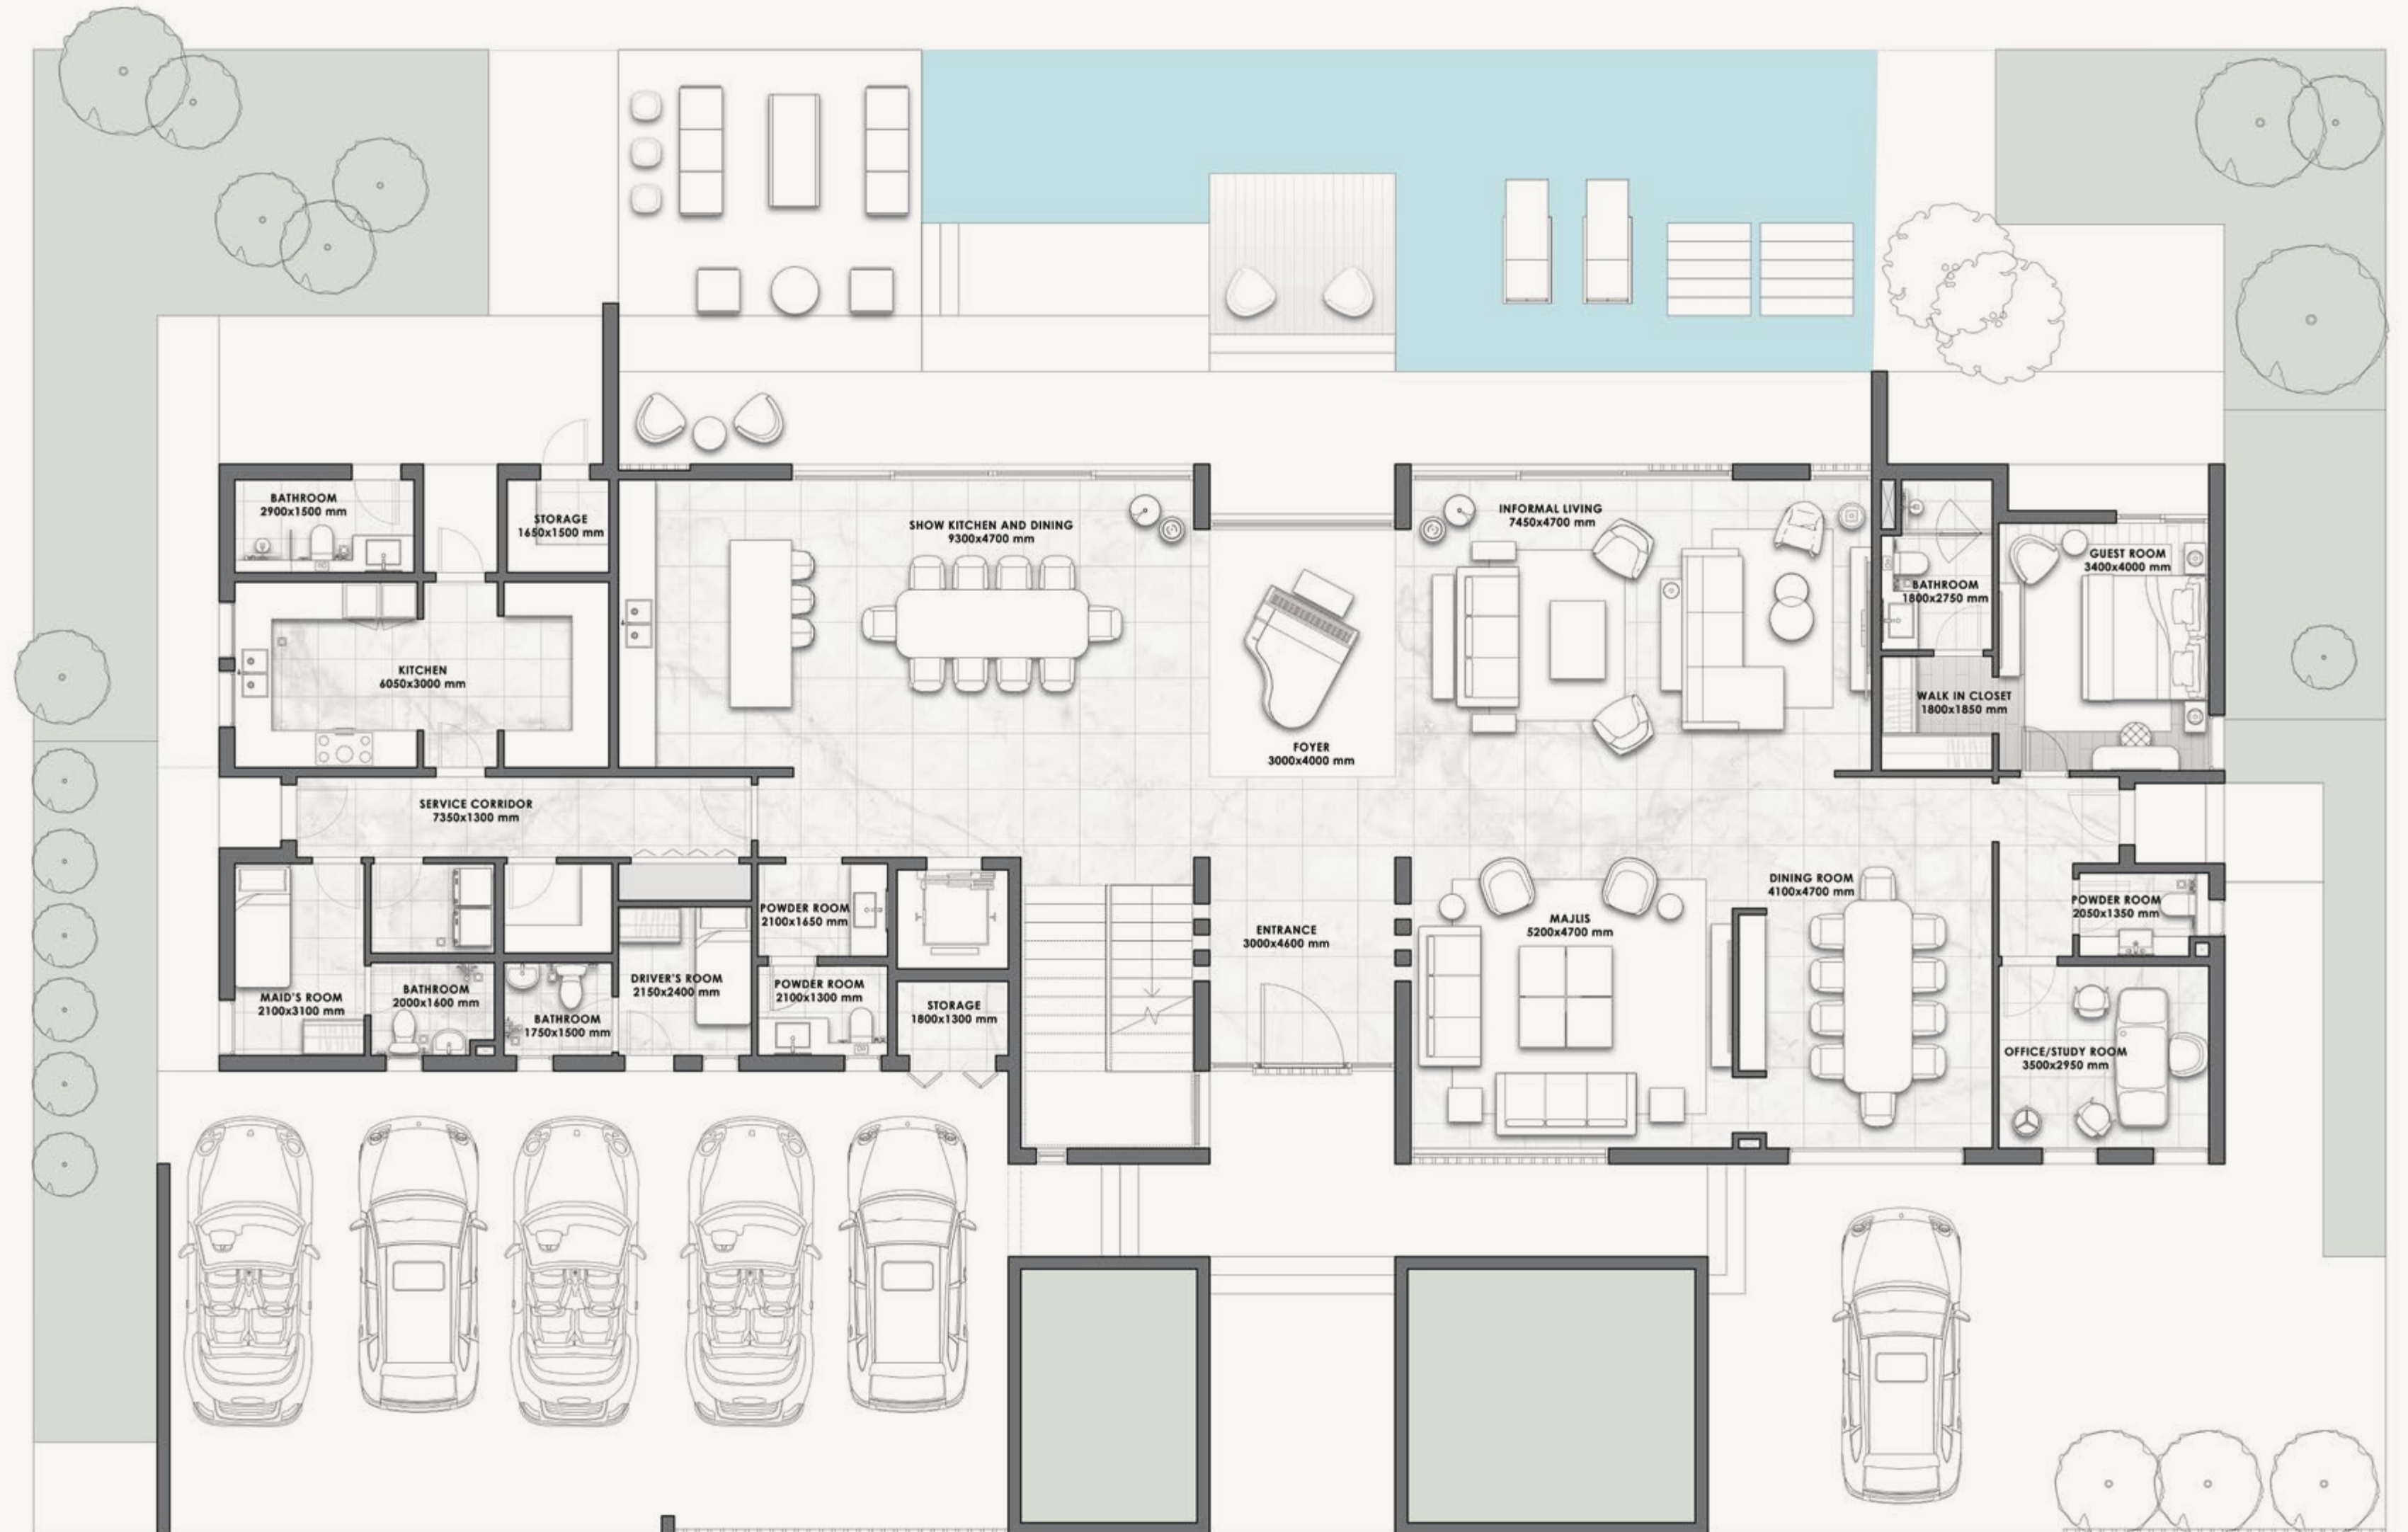 BATHROOM
2900x1500 mm
STORAGE
1650x1500 mm
SHOW KITCHEN AND DINING
9300x4700 mm
INFORMAL LIVING
7450x4700 mm
GUEST ROOM
3400x4000 mm
BATHROOM
1800x2750 mm
KITCHEN
6050x3000 mm
WALK IN CLOSET
1800x1850 mm
FOYER
3000x4000 mm
SERVICE CORRIDOR
7350x1300 mm
DINING ROOM
4100x4700 mm
POWDER ROOM
2100x1650 mm
MAJLIS
5200x4700 mm
POWDER ROOM
2050x1350 mm
ENTRANCE
3000x4600 mm
MAID'S ROOM
2100x3100 mm
BATHROOM
2000x1600 mm
BATHROOM
1750x1500 mm
DRIVER'S ROOM
2150x2400 mm
POWDER ROOM
2100x1300 mm
STORAGE
1800x1300 mm
OFFICE/STUDY ROOM
3500x2950 mm